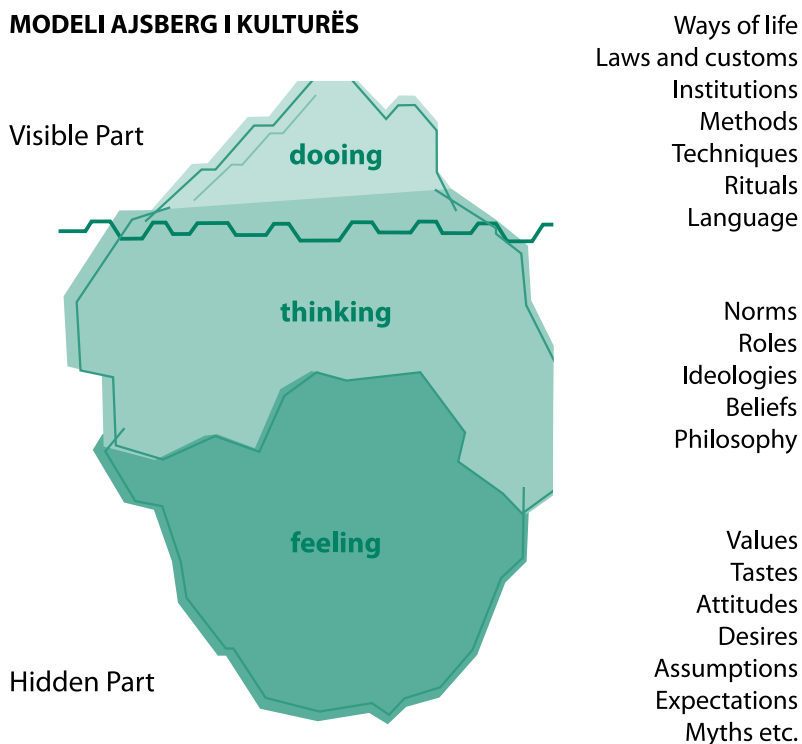 MODELI AJSBERG I KULTURËS
Visible Part
dooing
Ways of life
Laws and customs
Institutions
Methods
Techniques
Rituals
Language
thinking
Norms
Roles
Ideologies
Beliefs
Philosophy
feeling
Hidden Part
Values
Tastes
Attitudes
Desires
Assumptions
Expectations
Myths etc.